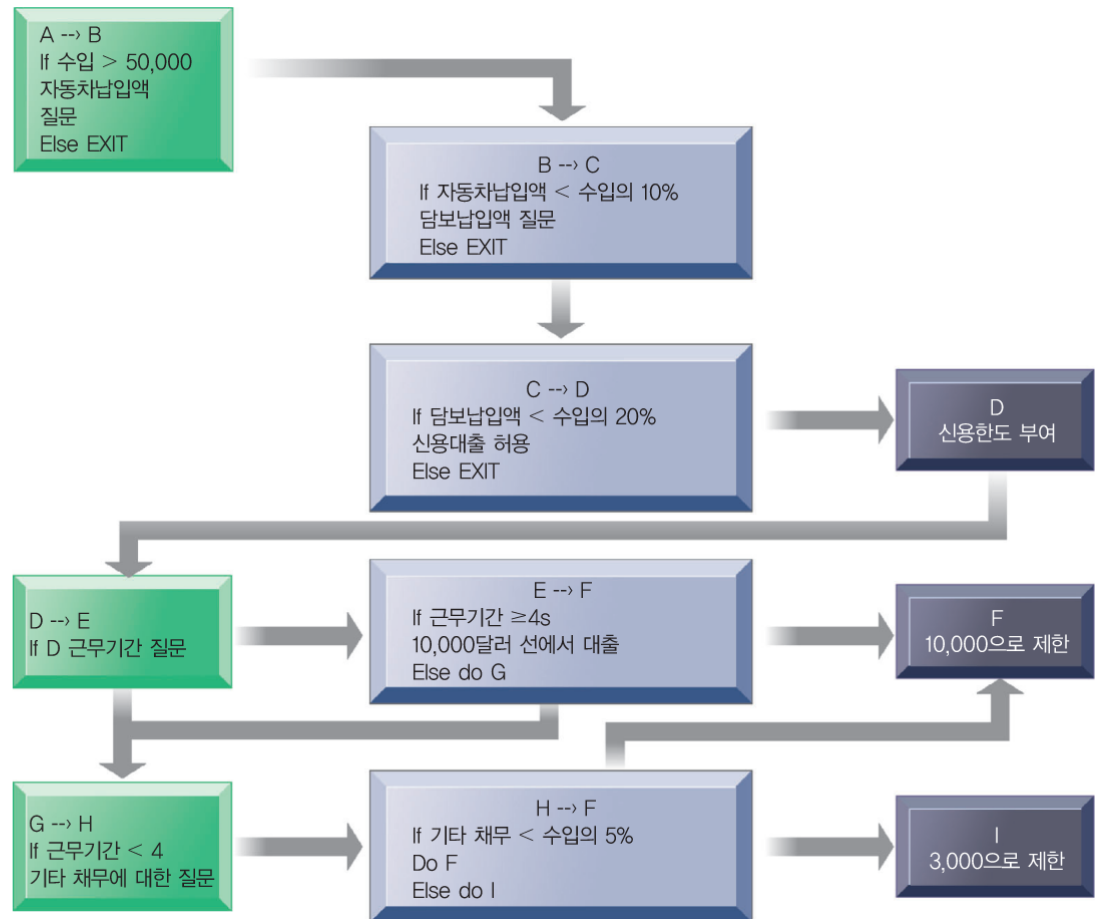 A --› B
If 수입 > 50,000
자동차납입액
질문
Else EXIT
B --› C
If 자동차납입액 < 수입의 10%
담보납입액 질문
Else EXIT
C --› D
If 담보납입액 < 수입의 20%
신용대출 허용
Else EXIT
D
신용한도 부여
D --› E
If D 근무기간 질문
E --› F
If 근무기간 ≥4s
10,000달러 선에서 대출
Else do G
F
10,000으로 제한
G --› H
If 근무기간 < 4
기타 채무에 대한 질문
H --› F
If 기타 채무 < 수입의 5%
Do F
Else do I
I
3,000으로 제한